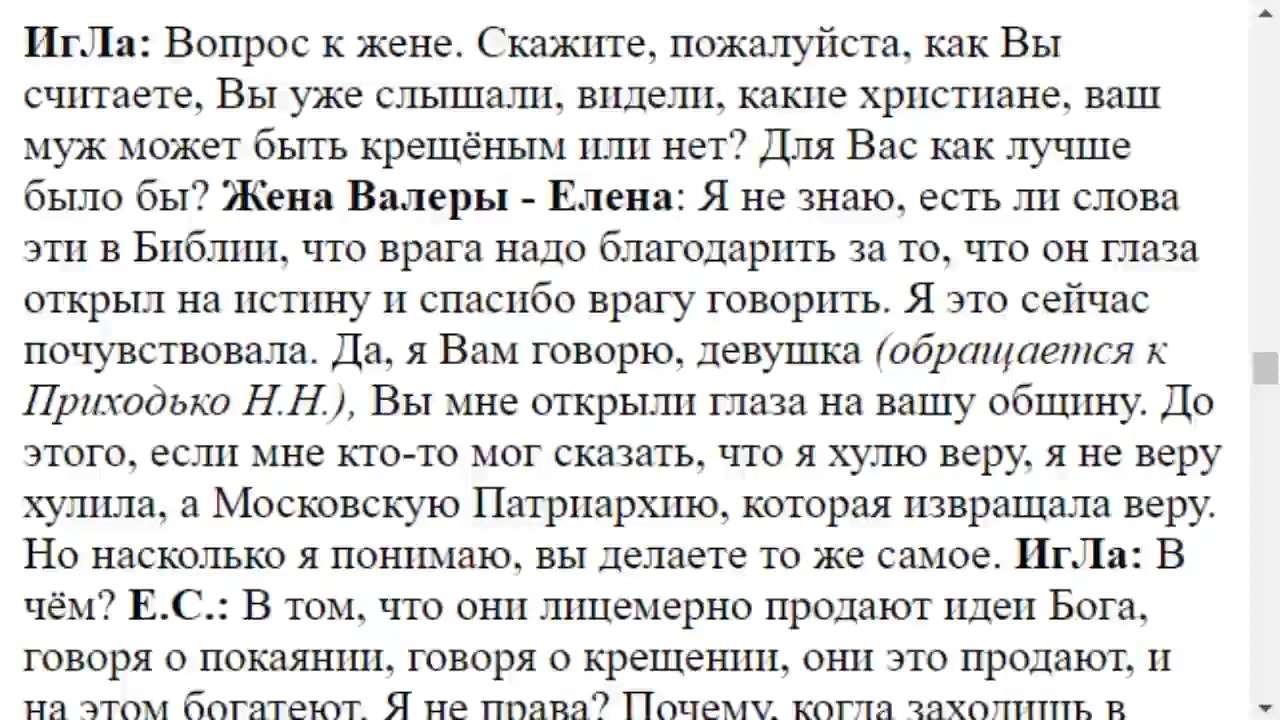 ИгЛа: Вопрос к жене. Скажите, пожалуйста, как Вы
считаете, Вы уже слышали, видели, какие христиане, ваш
муж может быть крещёным или нет? Для Вас как лучше
было бы? Жена Валеры - Елена: Я не знаю, есть ли слова
эти в Библии, что врага надо благодарить за то, что он глаза
открыл на истину и спасибо врагу говорить. Я это сейчас
почувствовала. Да, я Вам говорю, девушка (обращается к
Приходько Н.Н.), Вы мне открыли глаза на вашу общину. До
этого, если мне кто-то мог сказать, что я хулю веру, я не веру
хулила, а Московскую Патриархию, которая извращала веру.
Но насколько я понимаю, вы делаете то же самое. ИгЛа: В
чём? Е.С.: В том, что они лицемерно продают идеи Бога,
говоря о покаянии, говоря о крещении, они это продают, и
на этом богатеют. Я не права? Почему, когда заходишь в